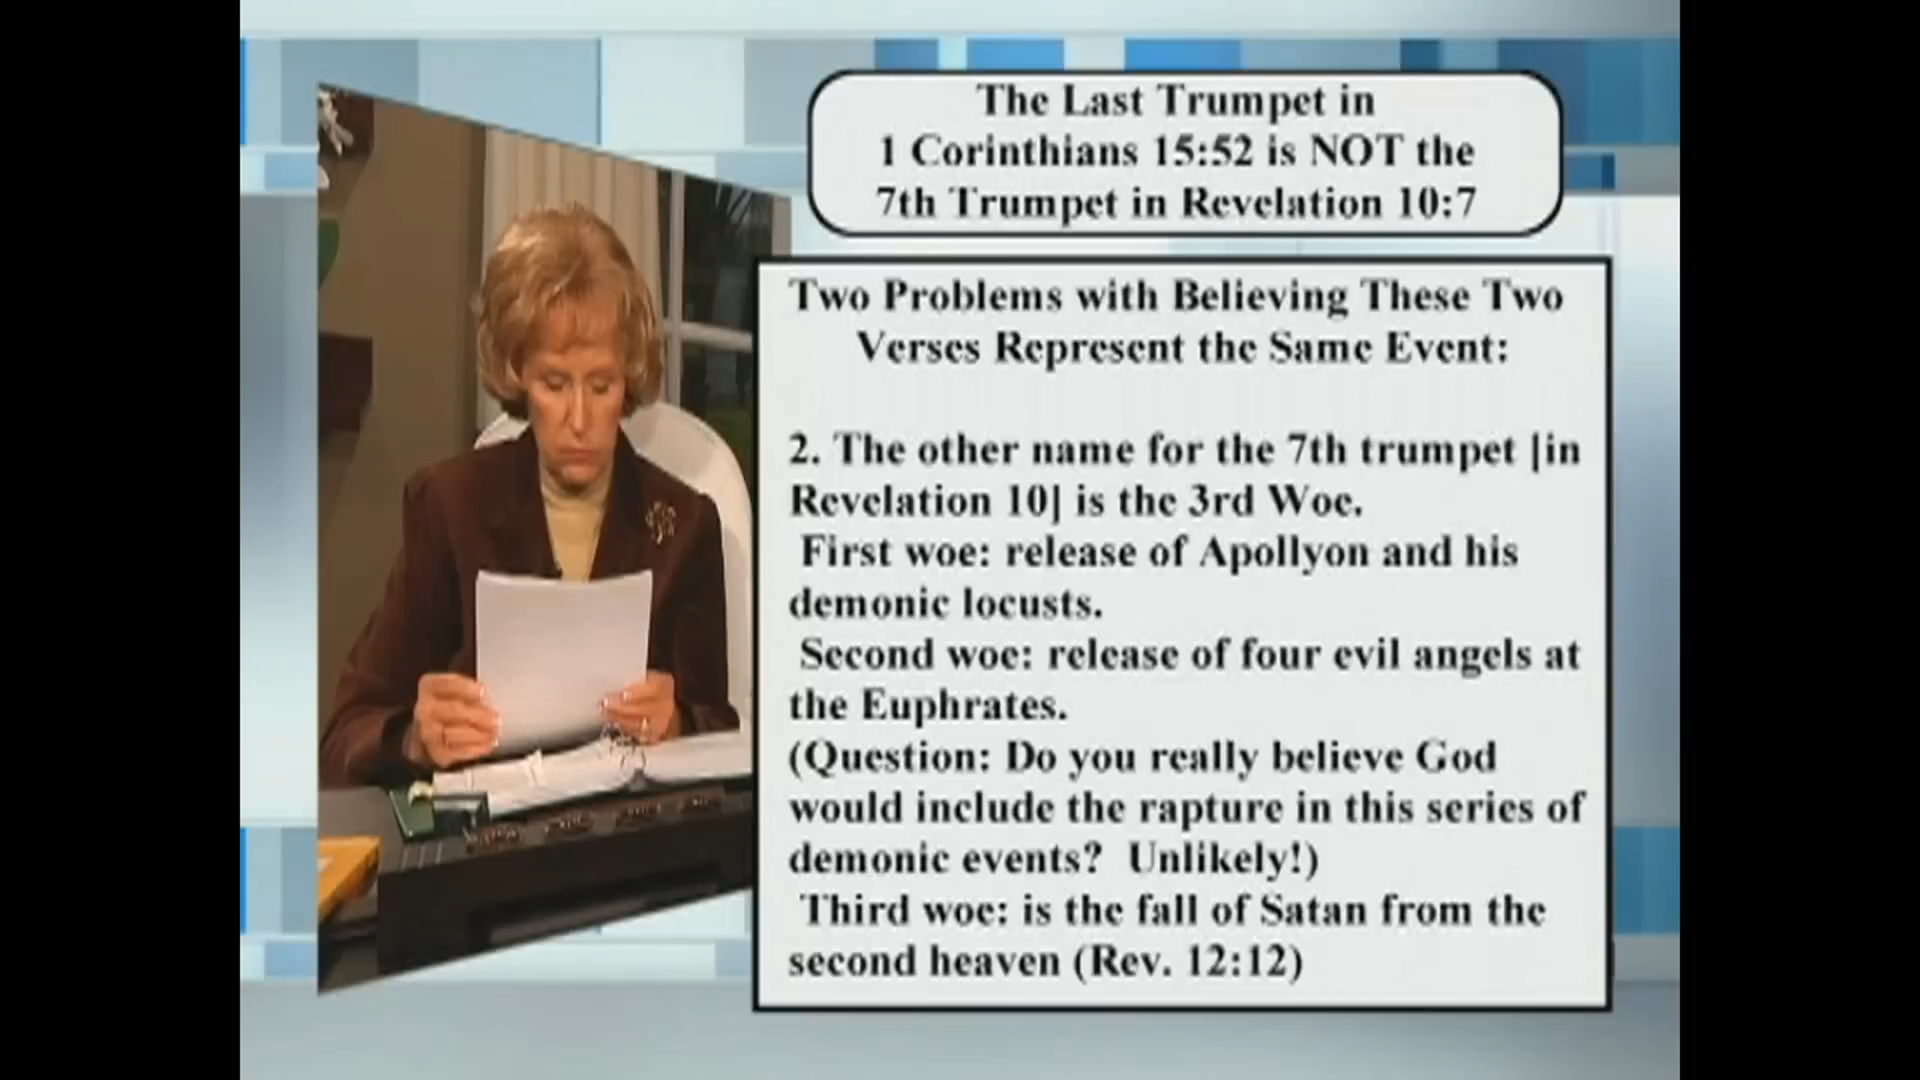 The Last Trumpet in
1 Corinthians 15:52 is NOT the
7th Trumpet in Revelation 10:7
Two Problems with Believing These Two
Verses Represent the Same Event:
2. The other name for the 7th trumpet [in
Revelation 10] is the 3rd Woe.
First woe: release of Apollyon and his
demonic locusts.
Second woe: release of four evil angels at
the Euphrates.
(Question: Do you really believe God
would include the rapture in this series of
demonic events? Unlikely!)
Third woe: is the fall of Satan from the
second heaven (Rev. 12:12)